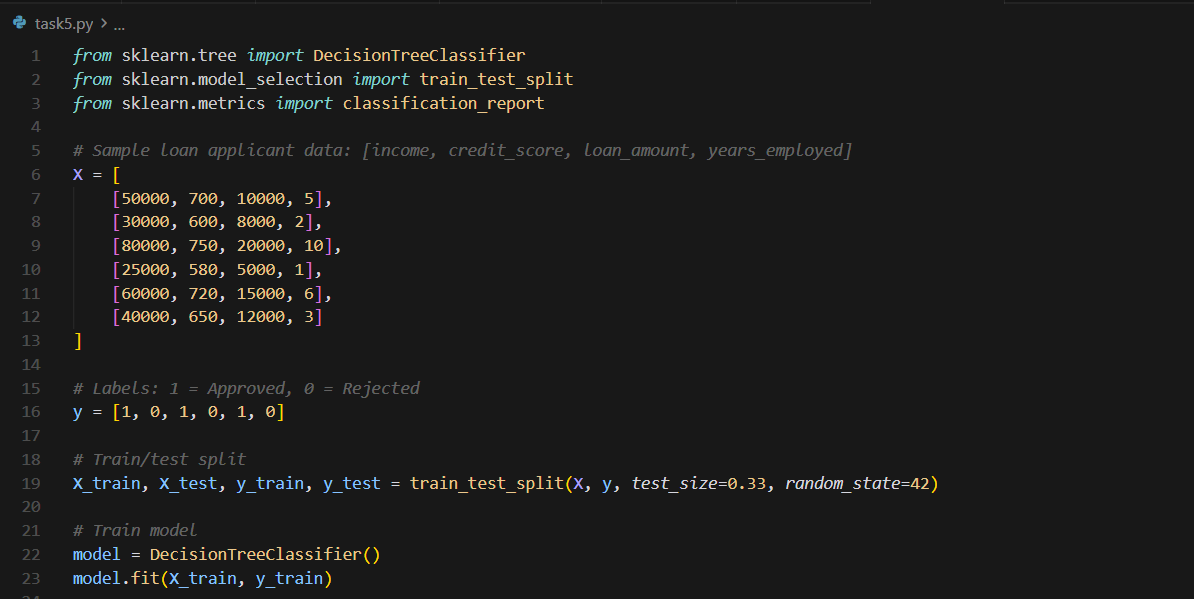 task5.py > ...
1 from sklearn.tree import DecisionTreeClassifier
2 from sklearn.model_selection import train_test_split
3 from sklearn.metrics import classification_report
4
5 # Sample loan applicant data: [income, credit_score, loan_amount, years_employed]
6 X = [
7     [50000, 700, 10000, 5],
8     [30000, 600, 8000, 2],
9     [80000, 750, 20000, 10],
10     [25000, 580, 5000, 1],
11     [60000, 720, 15000, 6],
12     [40000, 650, 12000, 3]
13 ]
14
15 # Labels: 1 = Approved, 0 = Rejected
16 y = [1, 0, 1, 0, 1, 0]
17
18 # Train/test split
19 X_train, X_test, y_train, y_test = train_test_split(X, y, test_size=0.33, random_state=42)
20
21 # Train model
22 model = DecisionTreeClassifier()
23 model.fit(X_train, y_train)